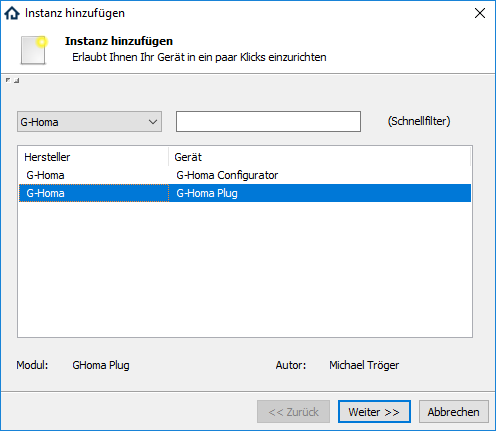 Instanz hinzufügen
Instanz hinzufügen
Erlaubt Ihnen Ihr Gerät in ein paar Klicks einzurichten
G-Homa (Schnellfilter)
Hersteller Gerät
G-Homa G-Homa Configurator
G-Homa G-Homa Plug
Modul: GHoma Plug Autor: Michael Tröger
<< Zurück Weiter >> Abbrechen